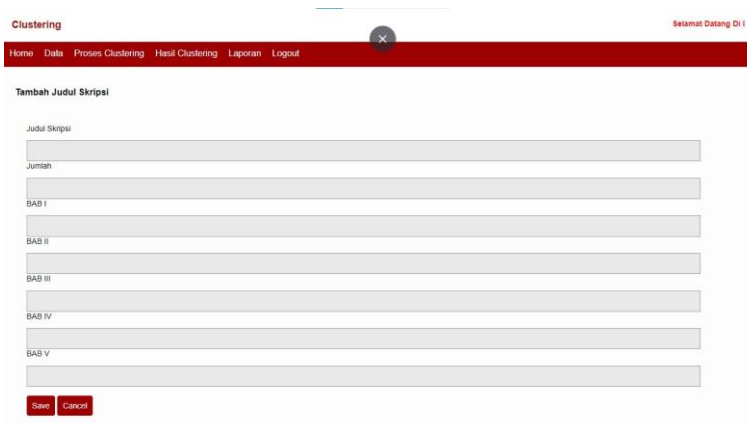 Clustering
Selamat Datang Di
Home Data Proses Clustering Hasil Clustering Laporan Logout
Tambah Judul Skripsi
Judul Skripsi
Jumlah
BAB I
BAB II
BAB III
BAB IV
BAB V
Save Cancel